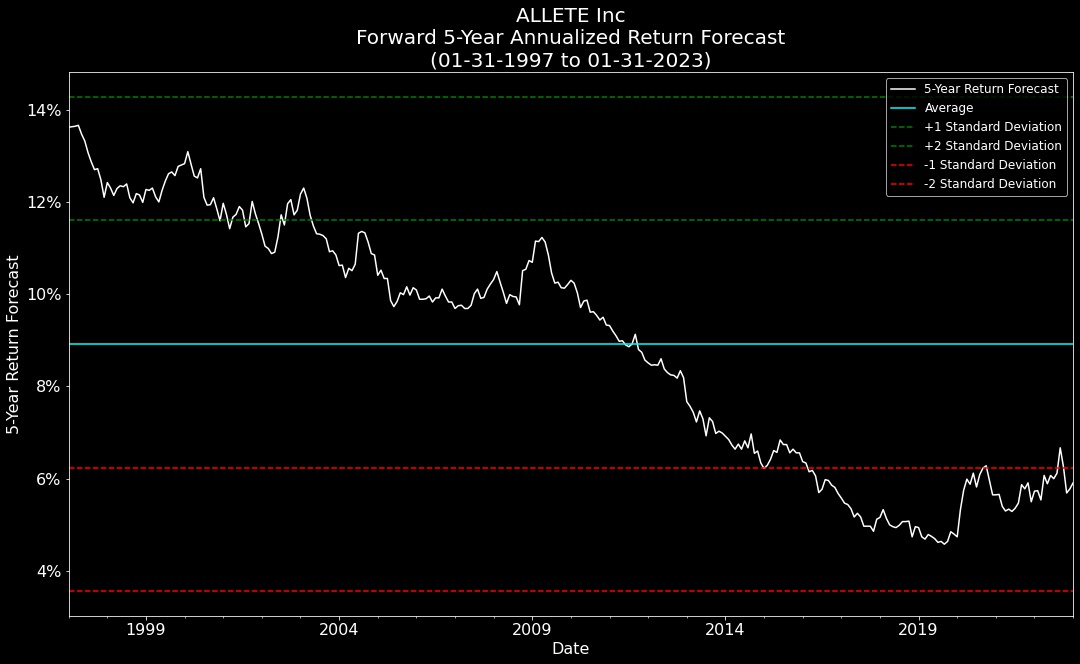 ALLETE Inc
Forward 5-Year Annualized Return Forecast
(01-31-1997 to 01-31-2023)
5-Year Return Forecast
14%
12%
10%
8%
6%
4%
5-Year Return Forecast
Average
+1 Standard Deviation
+2 Standard Deviation
-1 Standard Deviation
-2 Standard Deviation
1999
2004
2009
2014
2019
Date